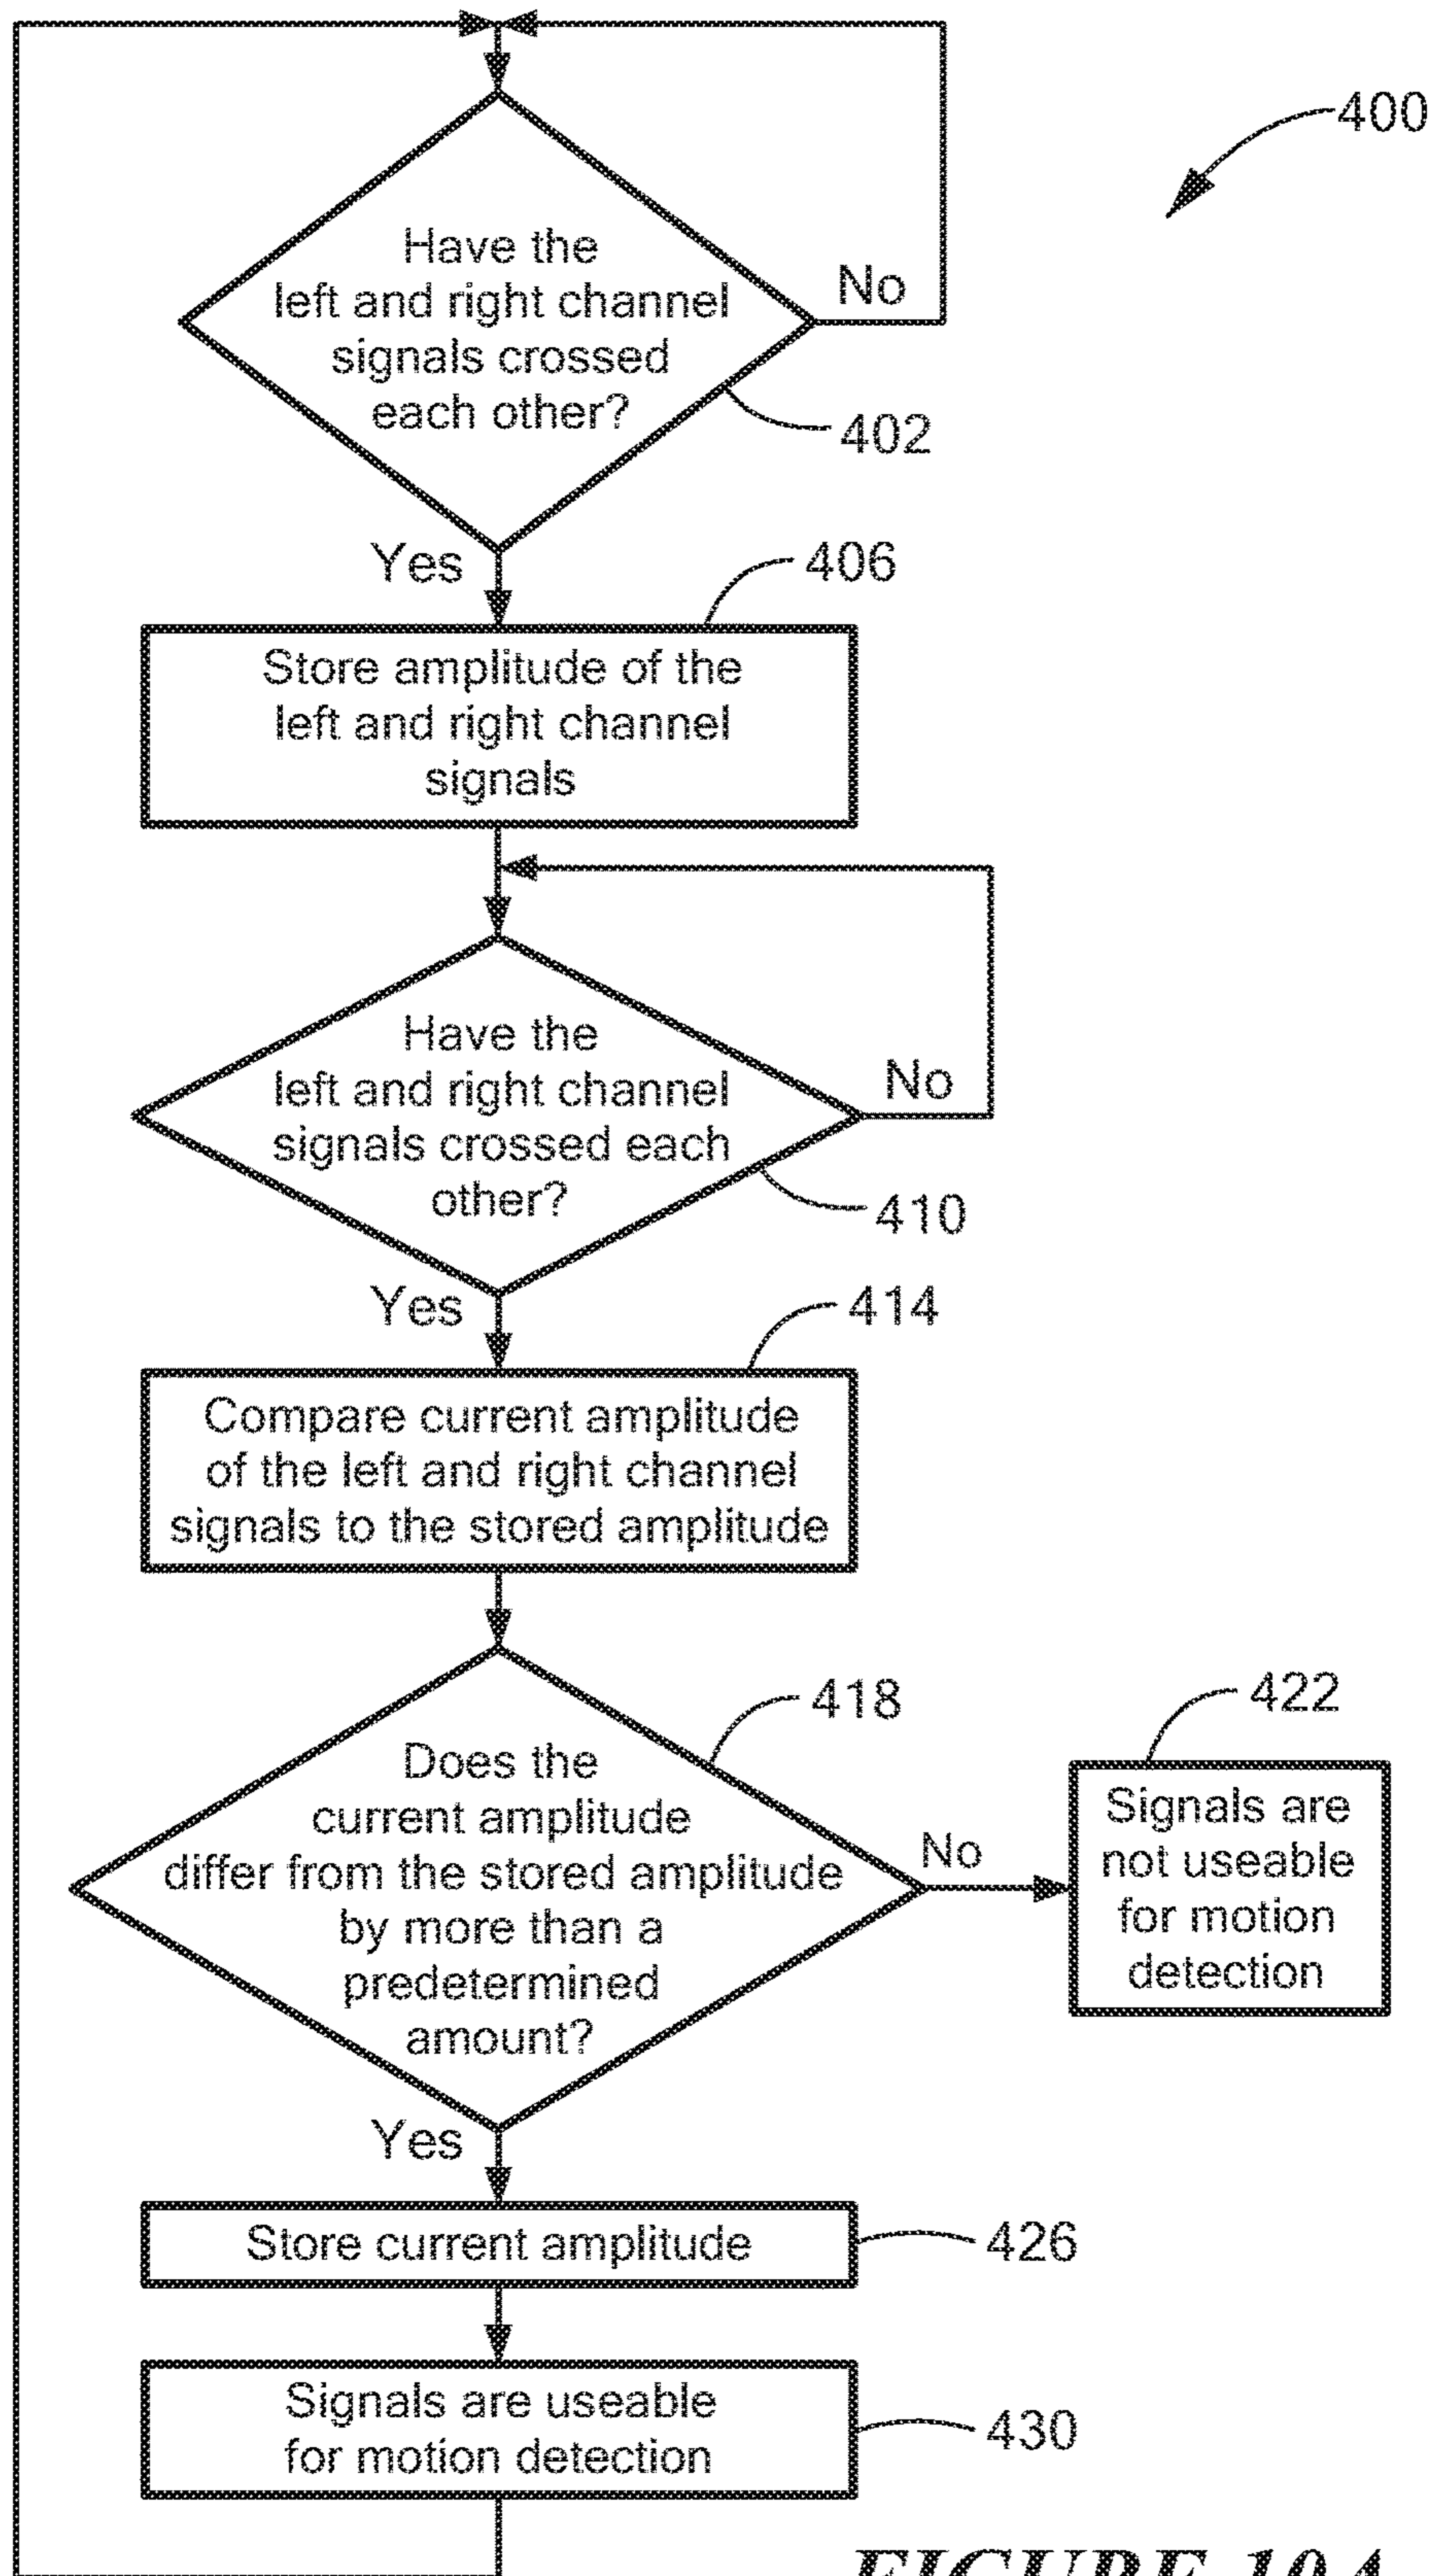 400
Have the
left and right channel
signals crossed
each other?
No
402
Yes
406
Store amplitude of the
left and right channel
signals
Have the
left and right channel
signals crossed each
other?
No
410
Yes
414
Compare current amplitude
of the left and right channel
signals to the stored amplitude
418
Does the
current amplitude
differ from the stored amplitude
by more than a
predetermined
amount?
No
422
Signals are
not useable
for motion
detection
Yes
Store current amplitude
426
Signals are useable
for motion detection
430
FIGURE 10A